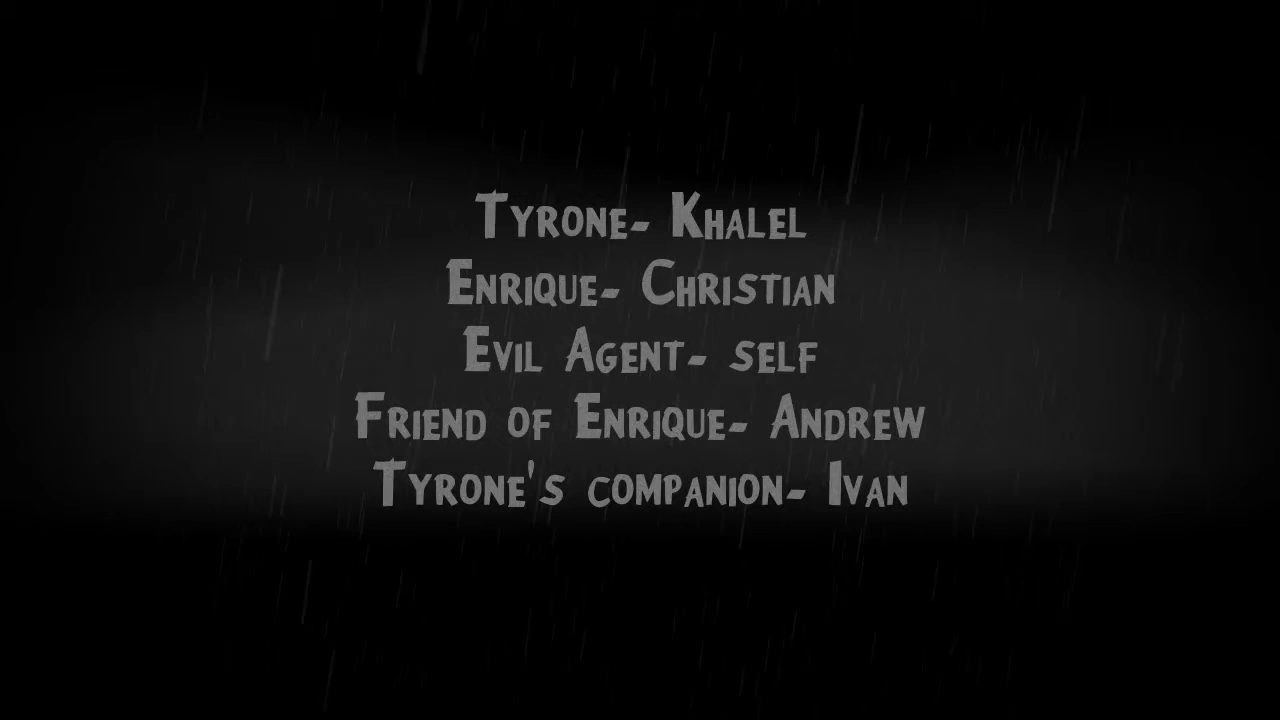 Tyrone- Khalel
Enrique- Christian
Evil Agent- self
Friend of Enrique- Andrew
Tyrone's companion- Ivan